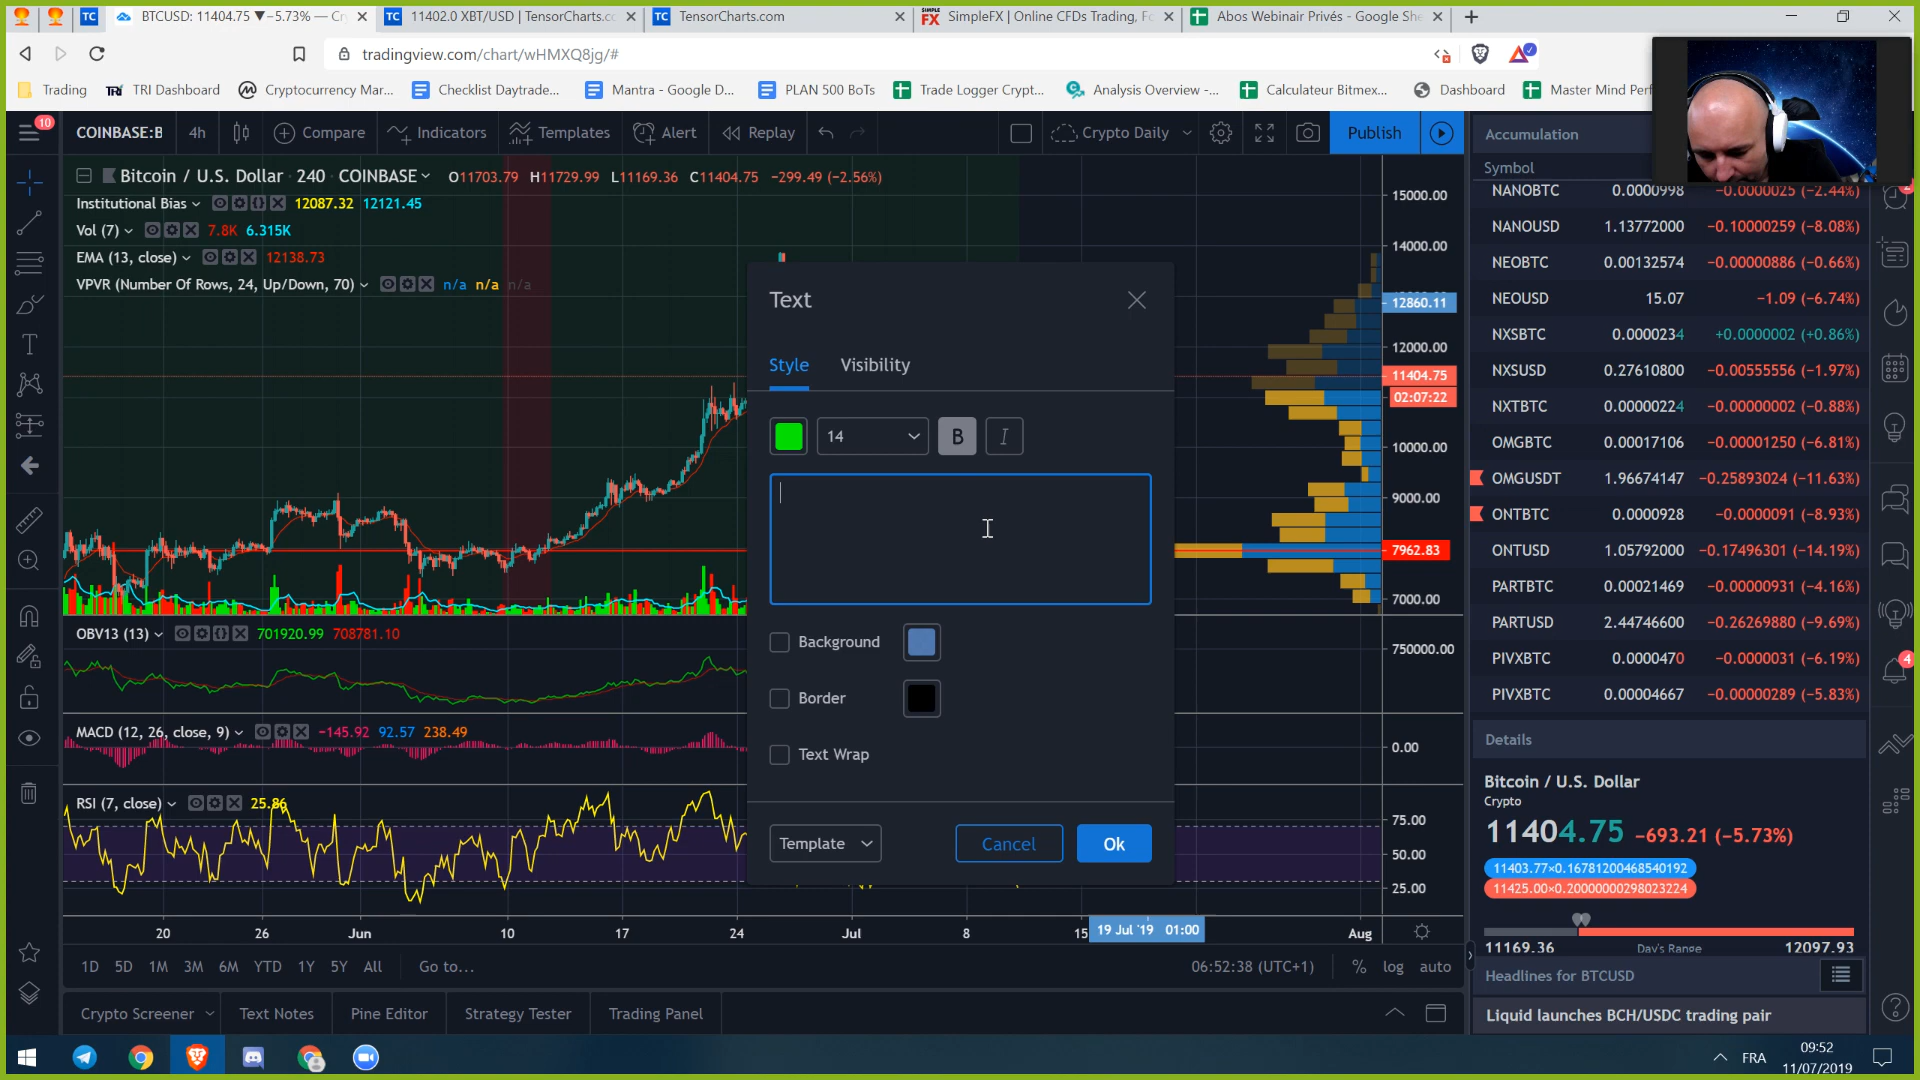 BTCUSD: 11404.75 ▼−5.73% — Cr
TC 11402.0 XBT/USD | TensorCharts.co
TC TensorCharts.com
SIMPLE FX SimpleFX | Online CFDs Trading, Fo
Abos Webinair Privés - Google She
tradingview.com/chart/wHMXQ8jg/#
Trading
TRI Dashboard
Cryptocurrency Mar...
Checklist Daytrade...
Mantra - Google D...
PLAN 500 BoTs
Trade Logger Crypt...
Analysis Overview -...
Calculateur Bitmex...
Dashboard
Master Mind Perf
10
COINBASE:B
4h
Compare
Indicators
Templates
Alert
Replay
Crypto Daily
Publish
Accumulation
Symbol
Bitcoin / U.S. Dollar · 240 · COINBASE
O11703.79 H11729.99 L11169.36 C11404.75 −299.49 (−2.56%)
Institutional Bias 12087.32 12121.45
Vol (7) 7.8K 6.315K
EMA (13, close) 12138.73
VPVR (Number Of Rows, 24, Up/Down, 70) n/a n/a n/a
15000.00
14000.00
12860.11
12000.00
11404.75
02:07:22
10000.00
9000.00
7962.83
7000.00
Text
Style
Visibility
14
B
I
Background
Border
Text Wrap
Template
Cancel
Ok
OBV13 (13) 701920.99 708781.10
750000.00
MACD (12, 26, close, 9) −145.92 92.57 238.49
0.00
RSI (7, close) 25.86
75.00
50.00
25.00
20 26 Jun 10 17 24 Jul 8 15 19 Jul '19 01:00 Aug
1D 5D 1M 3M 6M YTD 1Y 5Y All
Go to...
06:52:38 (UTC+1)
% log auto
Crypto Screener
Text Notes
Pine Editor
Strategy Tester
Trading Panel
NANOBTC 0.0000998 −0.0000025 (−2.44%)
NANOUSD 1.13772000 −0.10000259 (−8.08%)
NEOBTC 0.00132574 −0.00000886 (−0.66%)
NEOUSD 15.07 −1.09 (−6.74%)
NXSBTC 0.0000234 +0.0000002 (+0.86%)
NXSUSD 0.27610800 −0.00555556 (−1.97%)
NXTBTC 0.00000224 −0.00000002 (−0.88%)
OMGBTC 0.00017106 −0.00001250 (−6.81%)
OMGUSDT 1.96674147 −0.25893024 (−11.63%)
ONTBTC 0.0000928 −0.0000091 (−8.93%)
ONTUSD 1.05792000 −0.17496301 (−14.19%)
PARTBTC 0.00021469 −0.00000931 (−4.16%)
PARTUSD 2.44746600 −0.26269880 (−9.69%)
PIVXBTC 0.0000470 −0.0000031 (−6.19%)
PIVXBTC 0.00004667 −0.00000289 (−5.83%)
4
Details
Bitcoin / U.S. Dollar
Crypto
11404.75 −693.21 (−5.73%)
11403.77×0.16781200468540192
11425.00×0.20000000298023224
11169.36 Day's Range 12097.93
Headlines for BTCUSD
Liquid launches BCH/USDC trading pair
FRA
09:52
11/07/2019